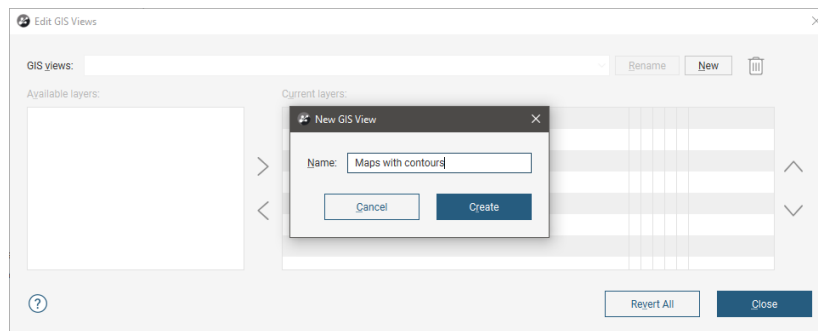 Edit GIS Views
GIS views:
Rename
New
Available layers:
Current layers:
New GIS View
Name:
Maps with contours
Cancel
Create
?
Revert All
Close